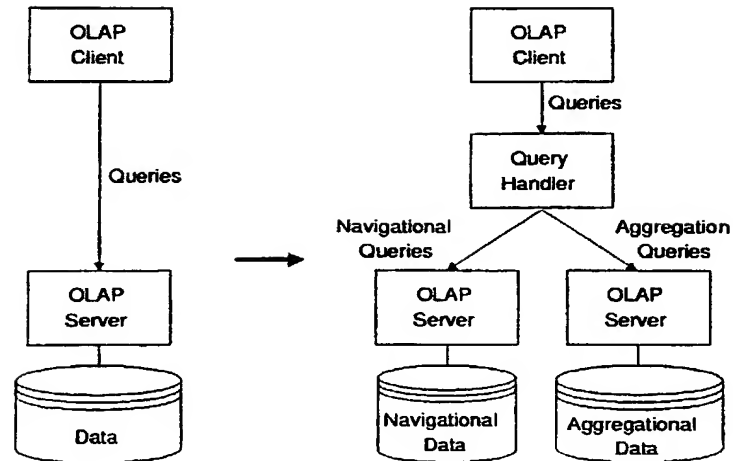 OLAP
Client
Queries
OLAP
Server
Data
OLAP
Client
Queries
Query
Handler
Navigational
Queries
Aggregation
Queries
OLAP
Server
OLAP
Server
Navigational
Data
Aggregational
Data